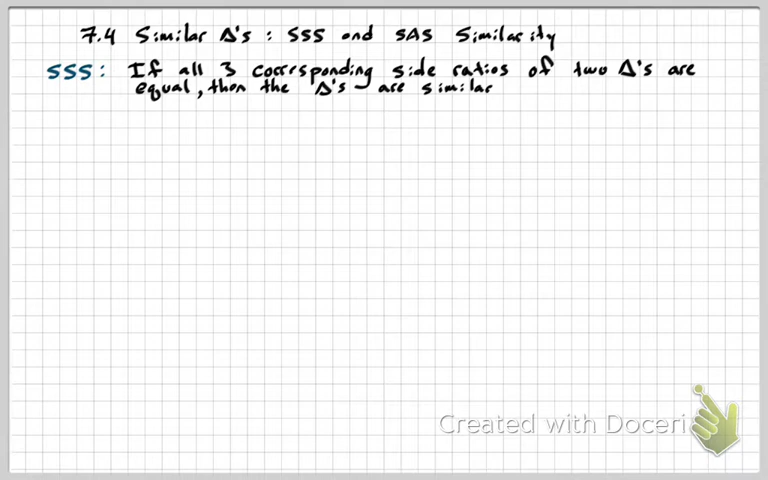 7.4 Similar Δ's : SSS and SAS Similarity
SSS: If all 3 corresponding side ratios of two Δ's are
equal, then the Δ's are similar
Created with Doceri